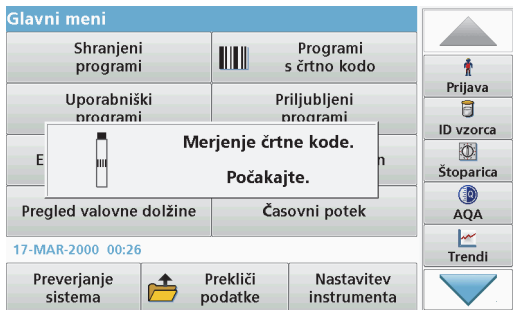 Glavni meni
Shranjeni
programi
Programi
s črtno kodo
Uporabniški
programi
Priljubljeni
programi
Merjenje črtne kode.
Počakajte.
Pregled valovne dolžine
Časovni potek
17-MAR-2000 00:26
Preverjanje
sistema
Prekliči
podatke
Nastavitev
instrumenta
Prijava
ID vzorca
Štoparica
AQA
Trendi